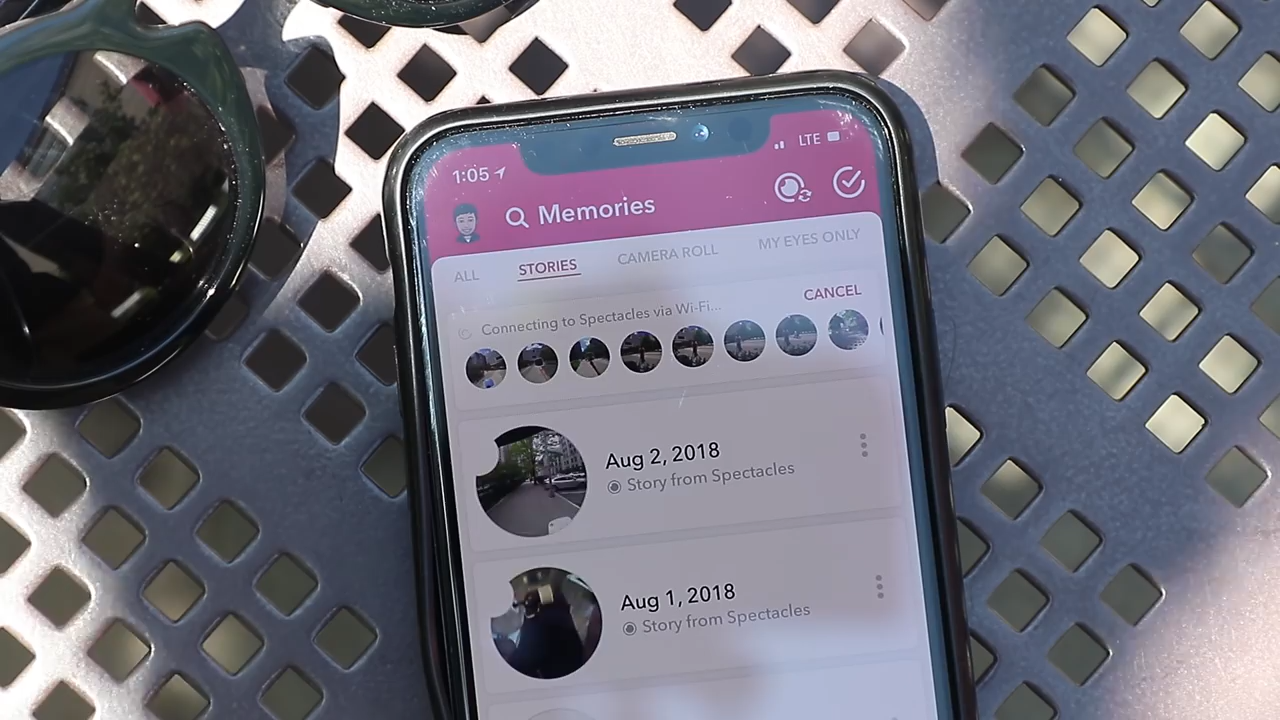 1:05 LTE
Memories
ALL STORIES CAMERA ROLL MY EYES ONLY
Connecting to Spectacles via Wi-Fi... CANCEL
Aug 2, 2018
Story from Spectacles
Aug 1, 2018
Story from Spectacles